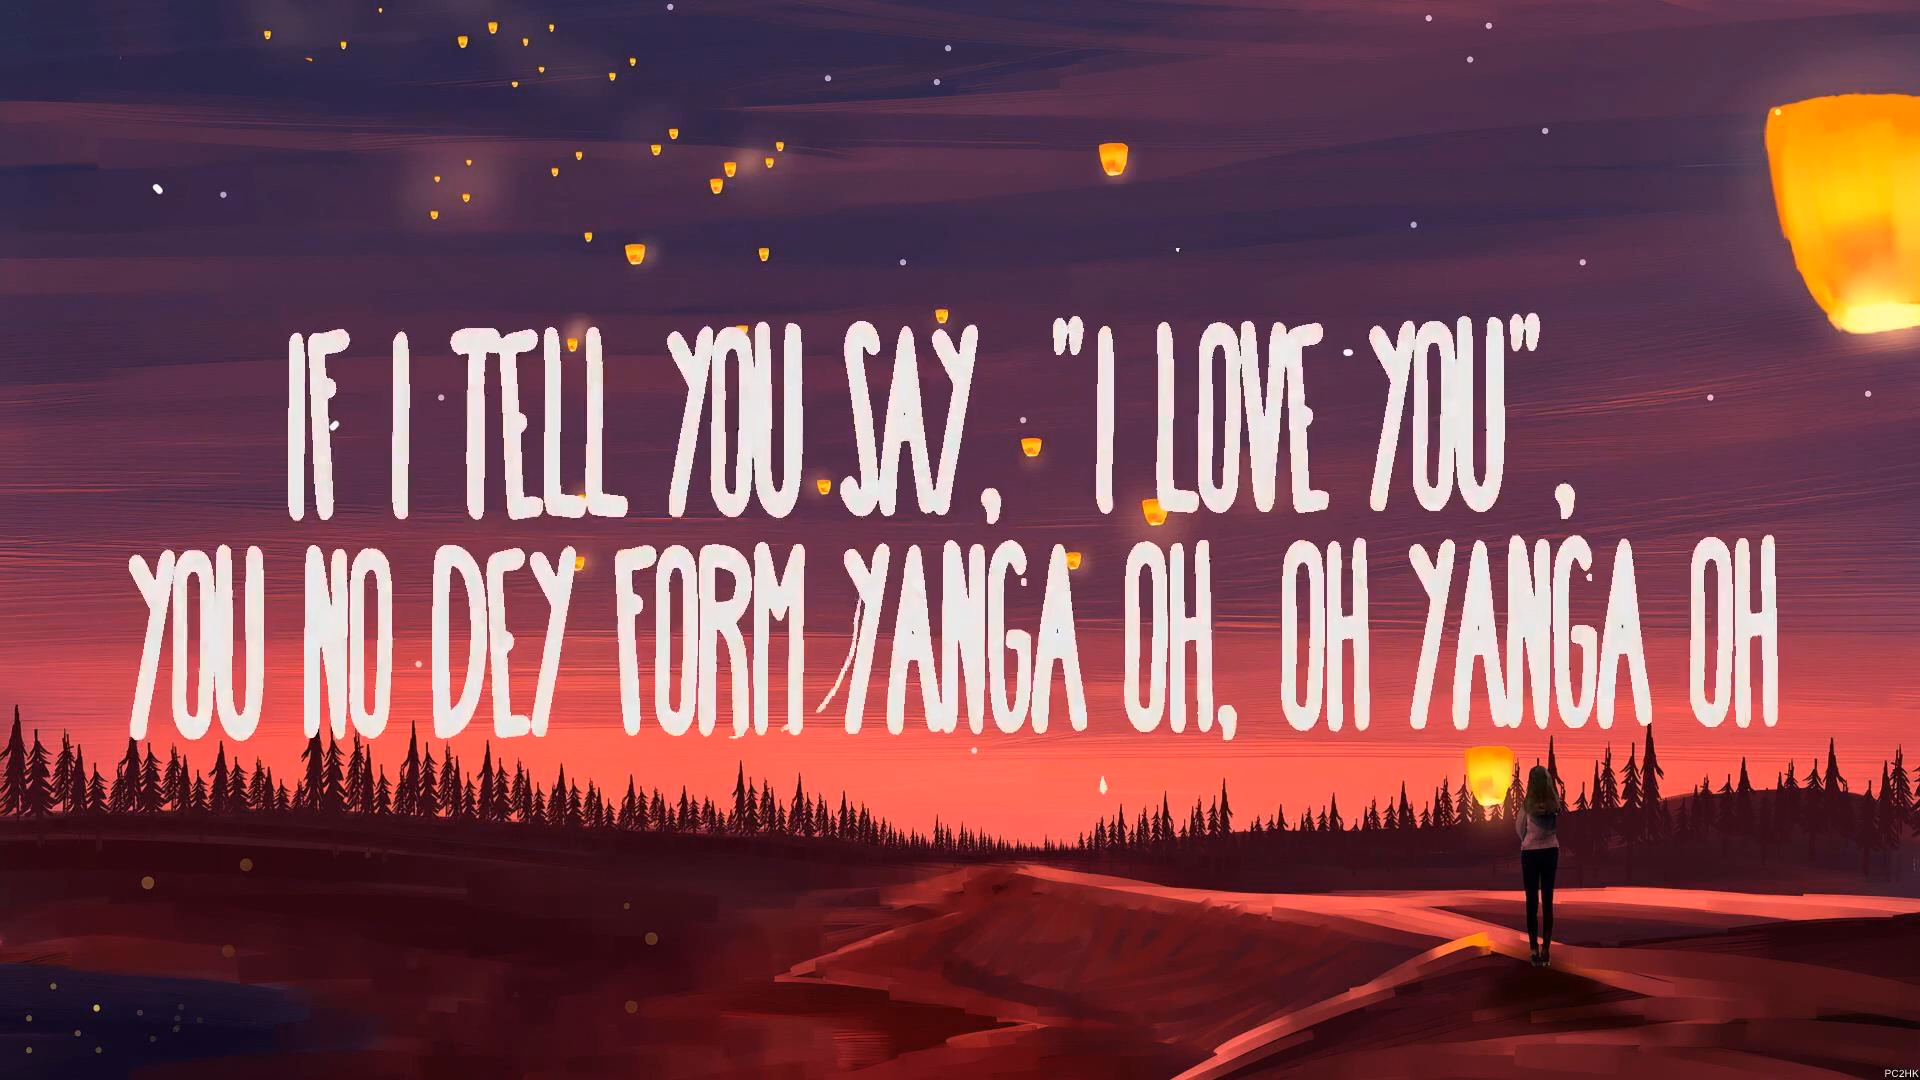 IF I TELL YOU SAY, "I LOVE YOU",
YOU NO DEY FORM YANGA OH, OH YANGA OH
PC2HK